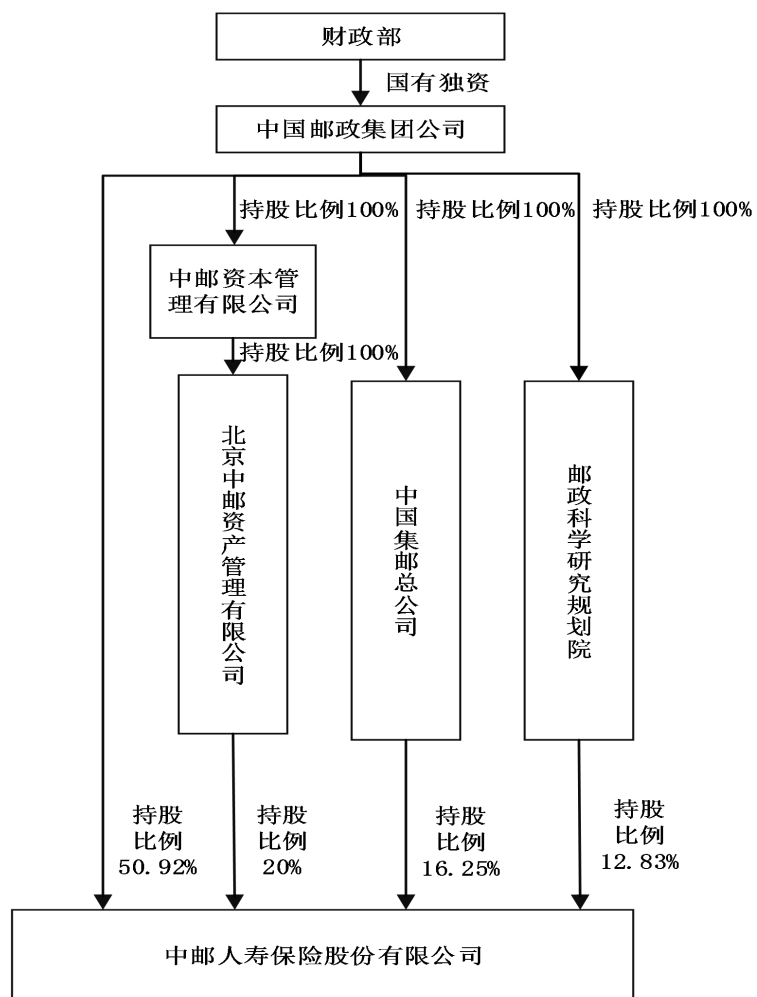 财政部
国有独资
中国邮政集团公司
持股比例100%
持股比例100%
持股比例100%
中邮资本管
理有限公司
持股比例100%
北京中邮资产管理有限公司
中国集邮总公司
邮政科学研究规划院
持股
比例
50.92%
持股
比例
20%
持股
比例
16.25%
持股
比例
12.83%
中邮人寿保险股份有限公司